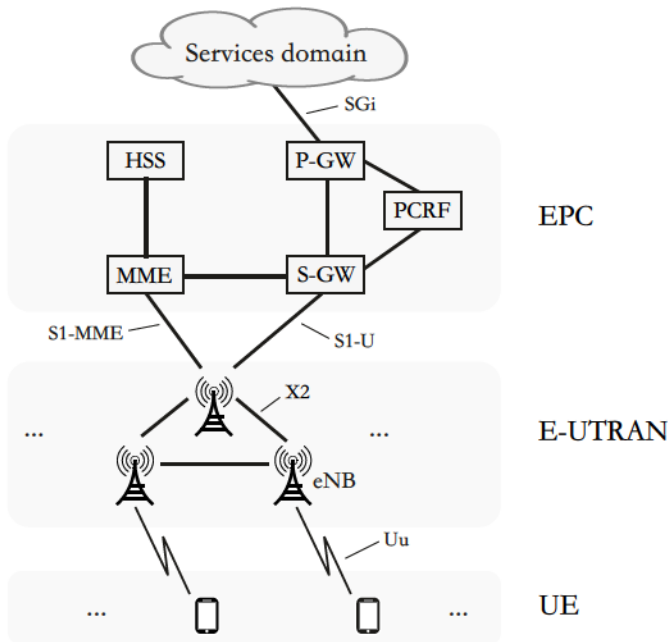 Services domain
SGi
HSS
P-GW
PCRF
EPC
MME
S-GW
S1-MME
S1-U
X2
...
...
E-UTRAN
eNB
Uu
...
...
UE